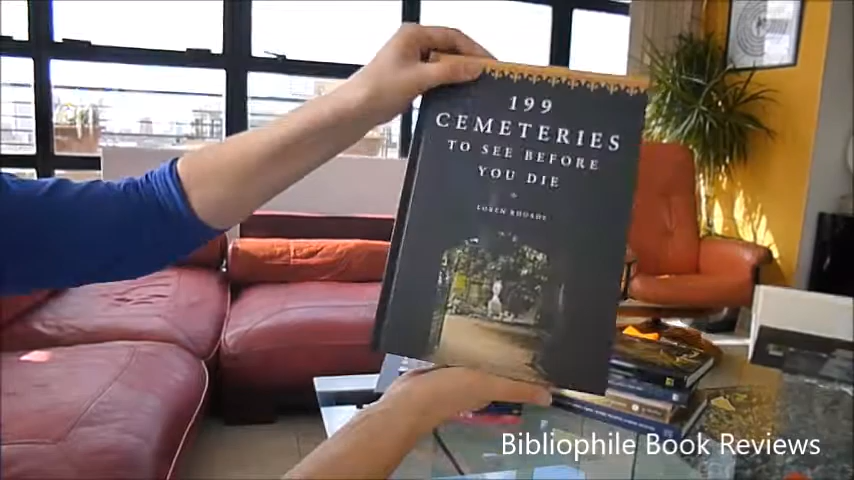 199
CEMETERIES
TO SEE BEFORE
YOU DIE
LOREN RHOADS
Bibliophile Book Reviews